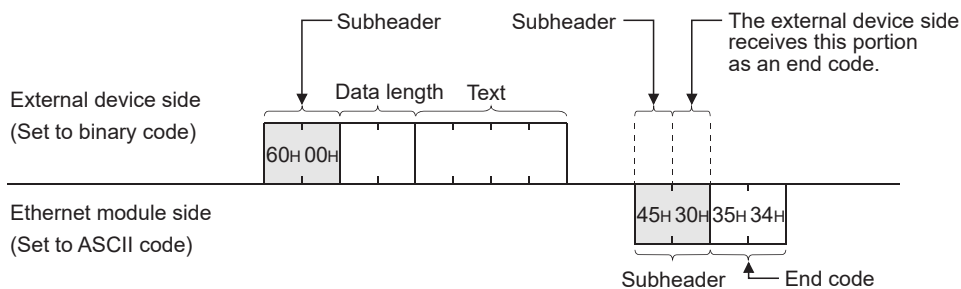 Subheader
Subheader
The external device side
receives this portion
as an end code.
External device side
(Set to binary code)
Data length
Text
60H 00H
Ethernet module side
(Set to ASCII code)
45H 30H 35H 34H
Subheader
End code